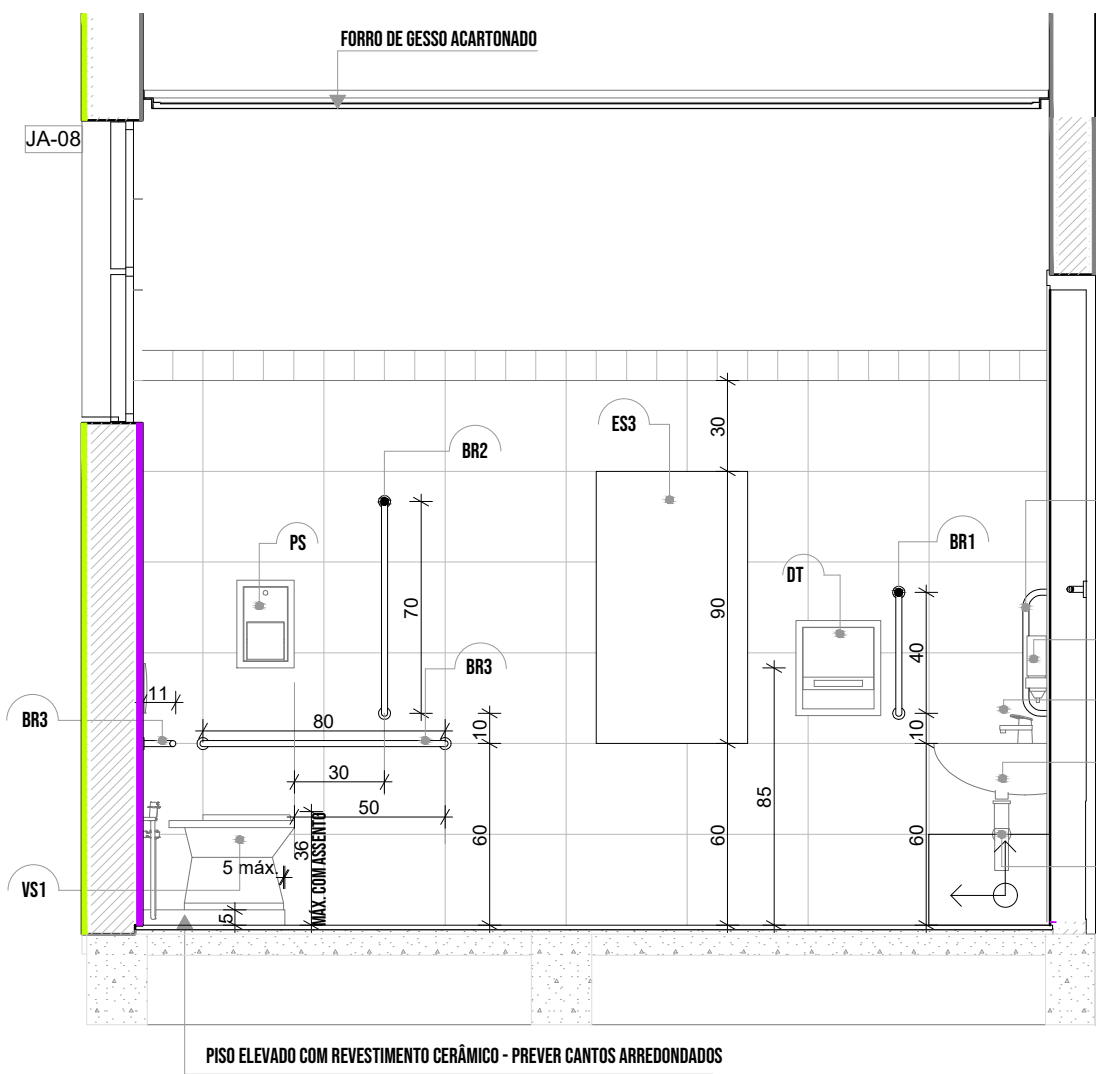 FORRO DE GESSO ACARTONADO
JA-08
ES3
30
BR2
PS
BR1
DT
70
90
40
BR3
11
BR3
80
10
10
30
50
85
36
MÁX. COM ASSENTO
60
60
60
5 máx.
VS1
5
PISO ELEVADO COM REVESTIMENTO CERÂMICO - PREVER CANTOS ARREDONDADOS